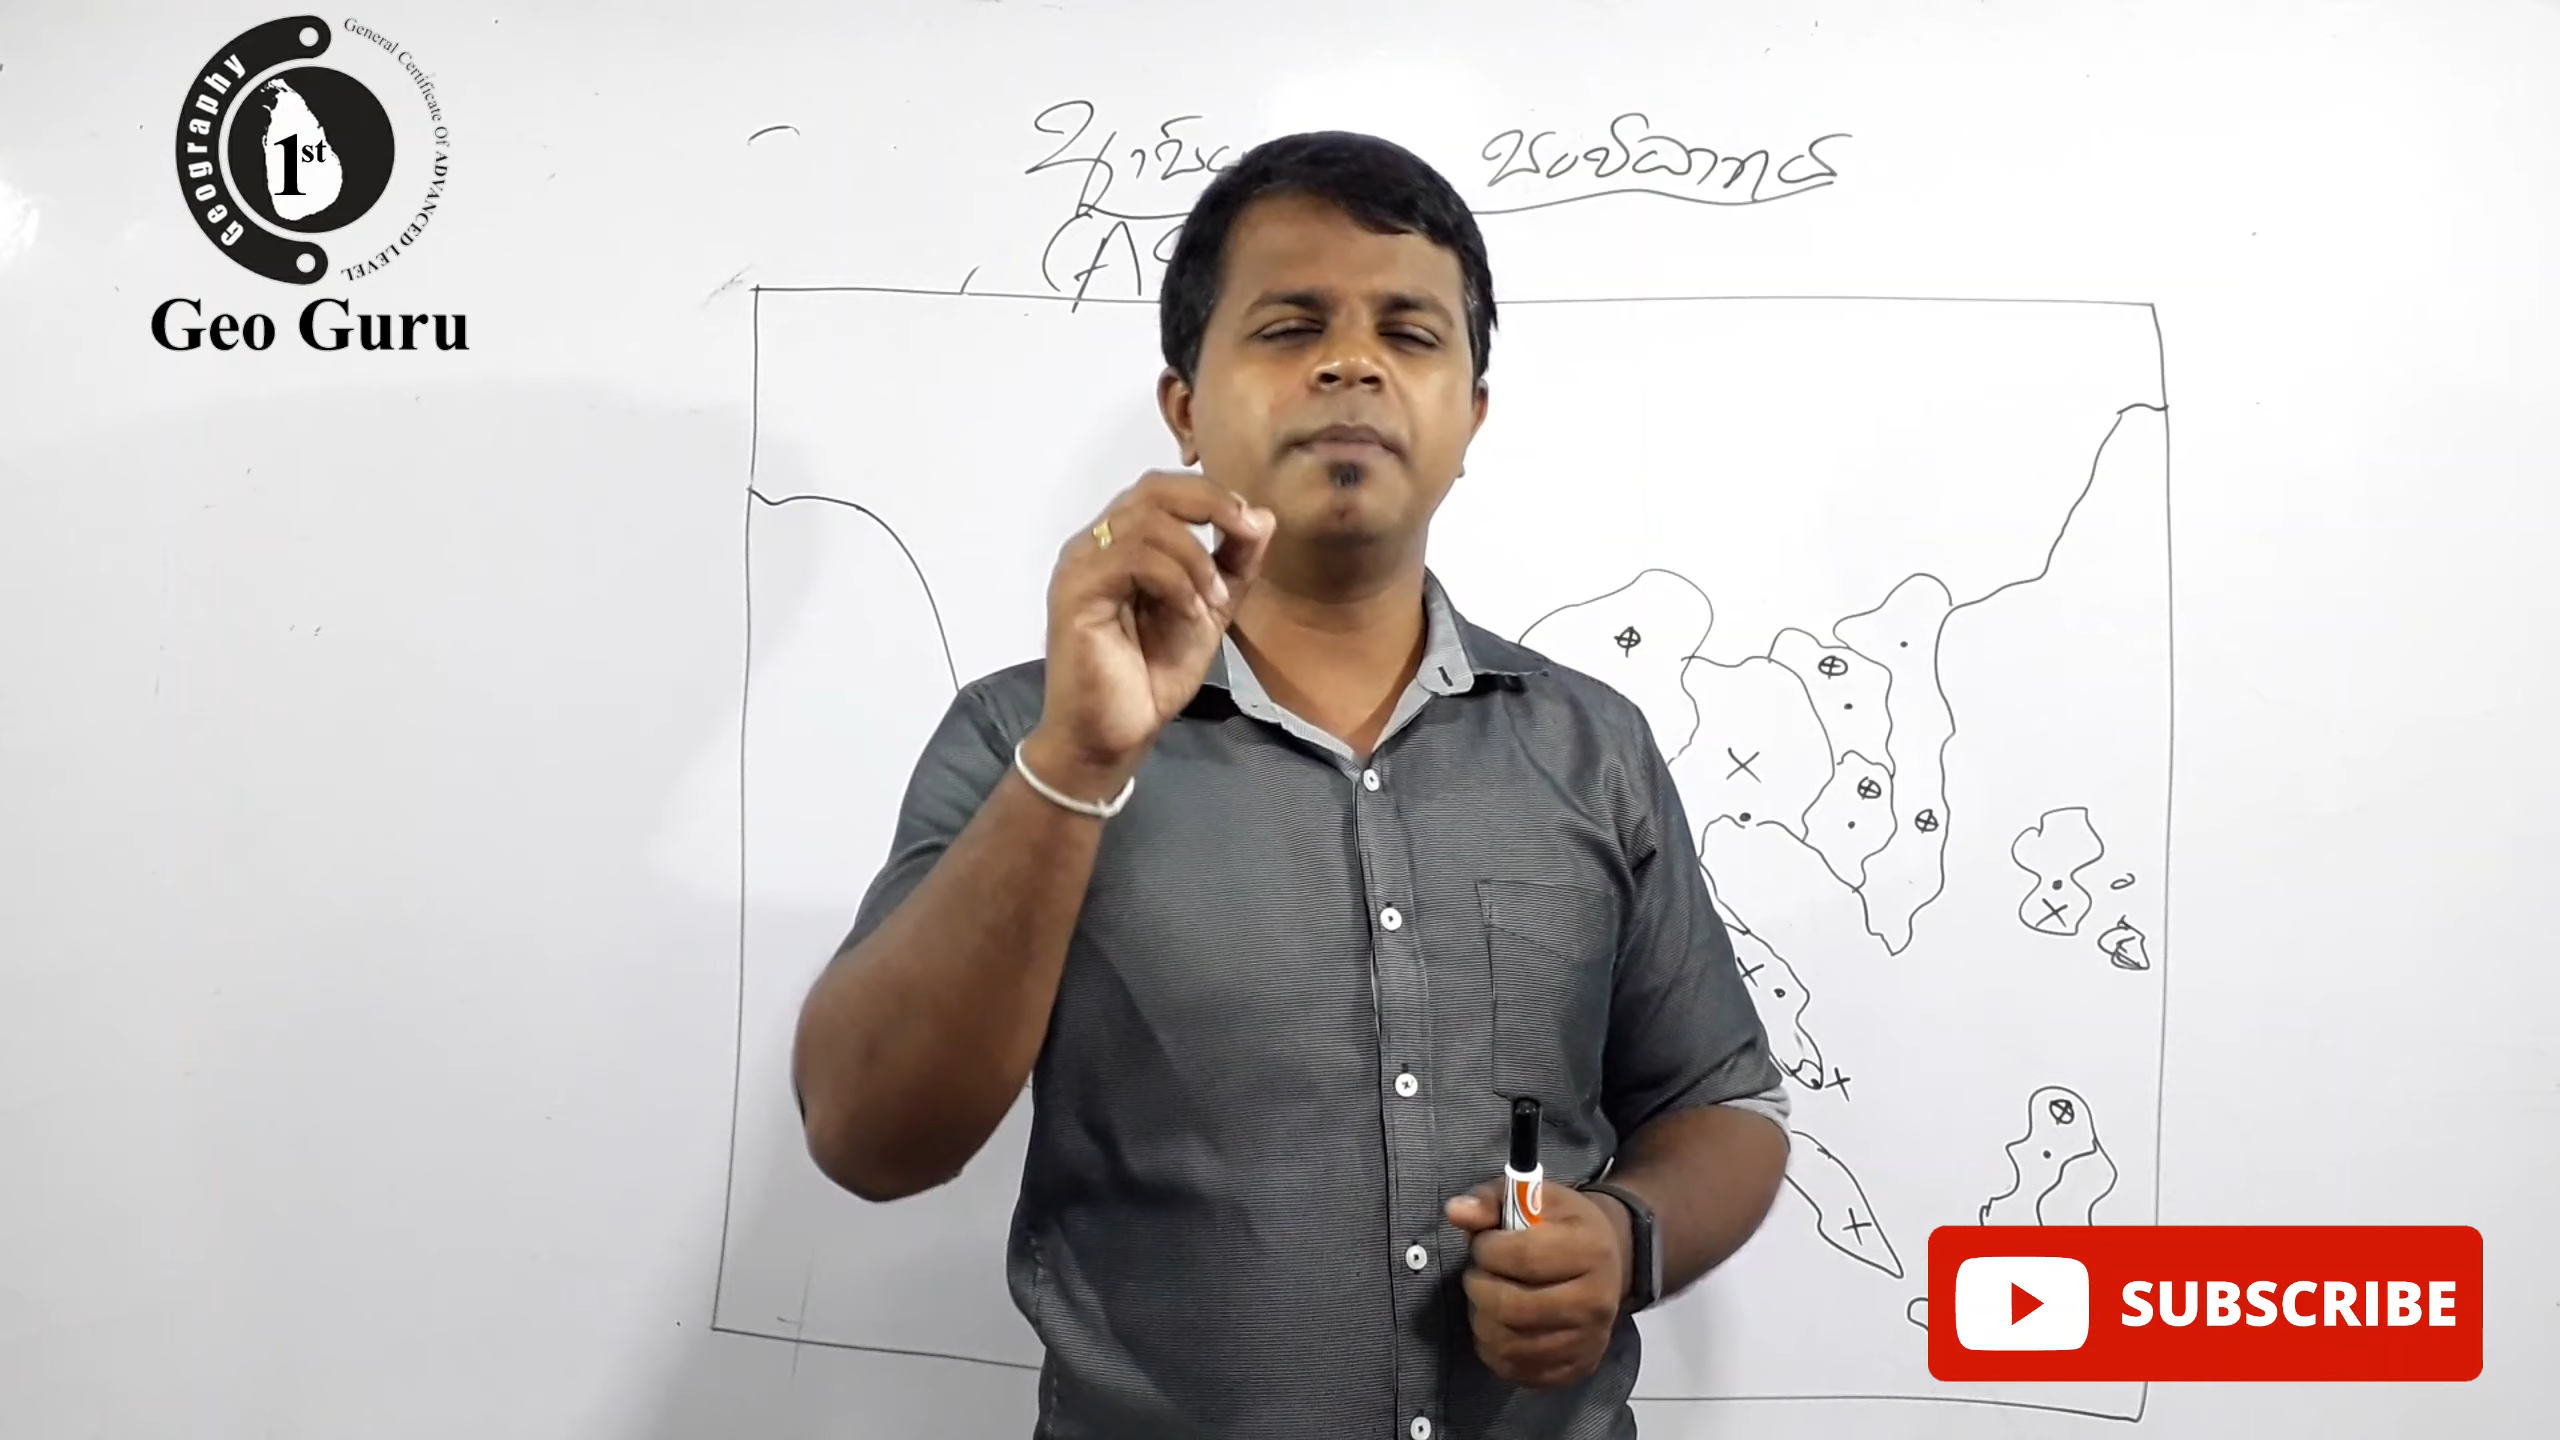 General Certificate Of ADVANCED LEVEL
Geography
1st
Geo Guru
සංවිධානය
(A
SUBSCRIBE